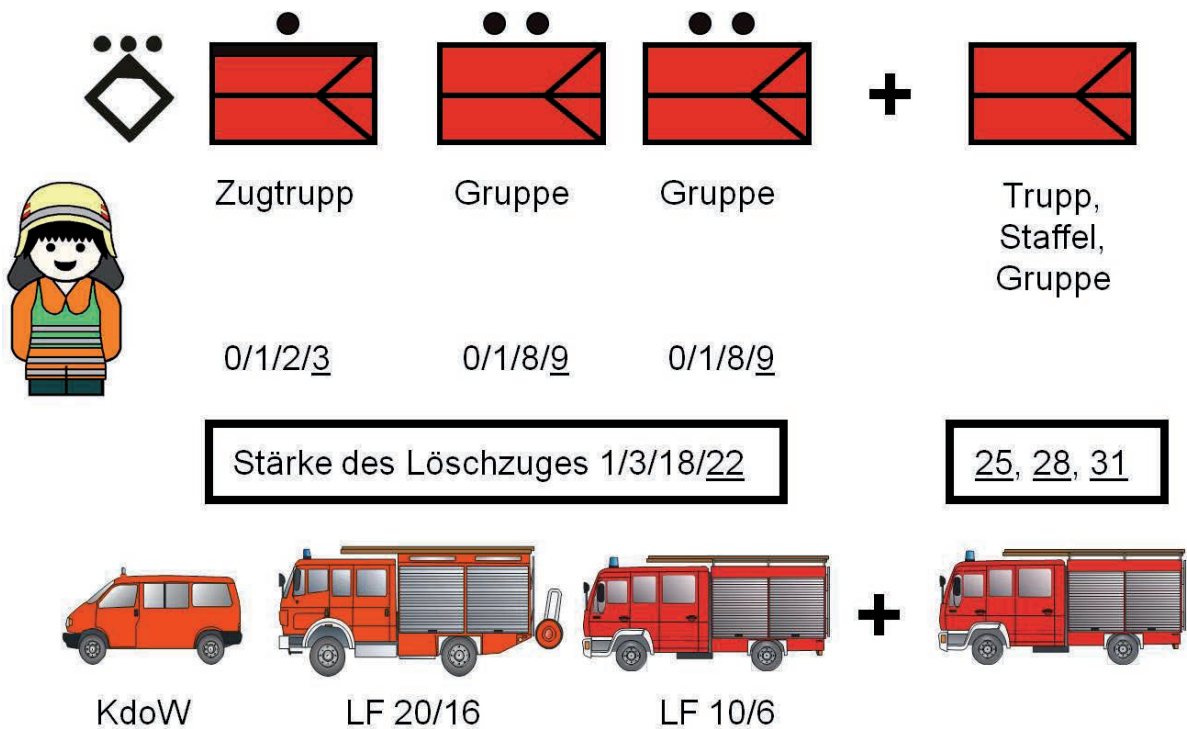 Zugtrupp Gruppe Gruppe Trupp,
Staffel,
Gruppe
0/1/2/3 0/1/8/9 0/1/8/9
Stärke des Löschzuges 1/3/18/22 25, 28, 31
KdoW LF 20/16 LF 10/6